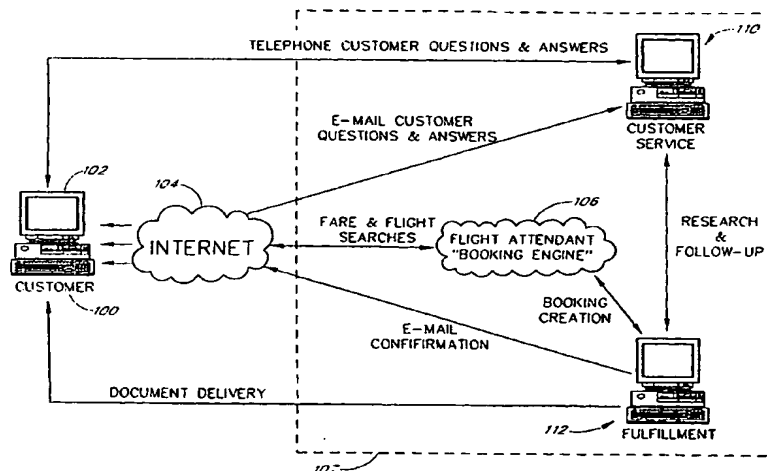 TELEPHONE CUSTOMER QUESTIONS & ANSWERS
110
E-MAIL CUSTOMER
QUESTIONS & ANSWERS
CUSTOMER
SERVICE
102
104
106
INTERNET
FARE & FLIGHT
SEARCHES
FLIGHT ATTENDANT
"BOOKING ENGINE"
RESEARCH
&
FOLLOW-UP
CUSTOMER
100
BOOKING
CREATION
E-MAIL
CONFIFIRMATION
DOCUMENT DELIVERY
112
FULFILLMENT